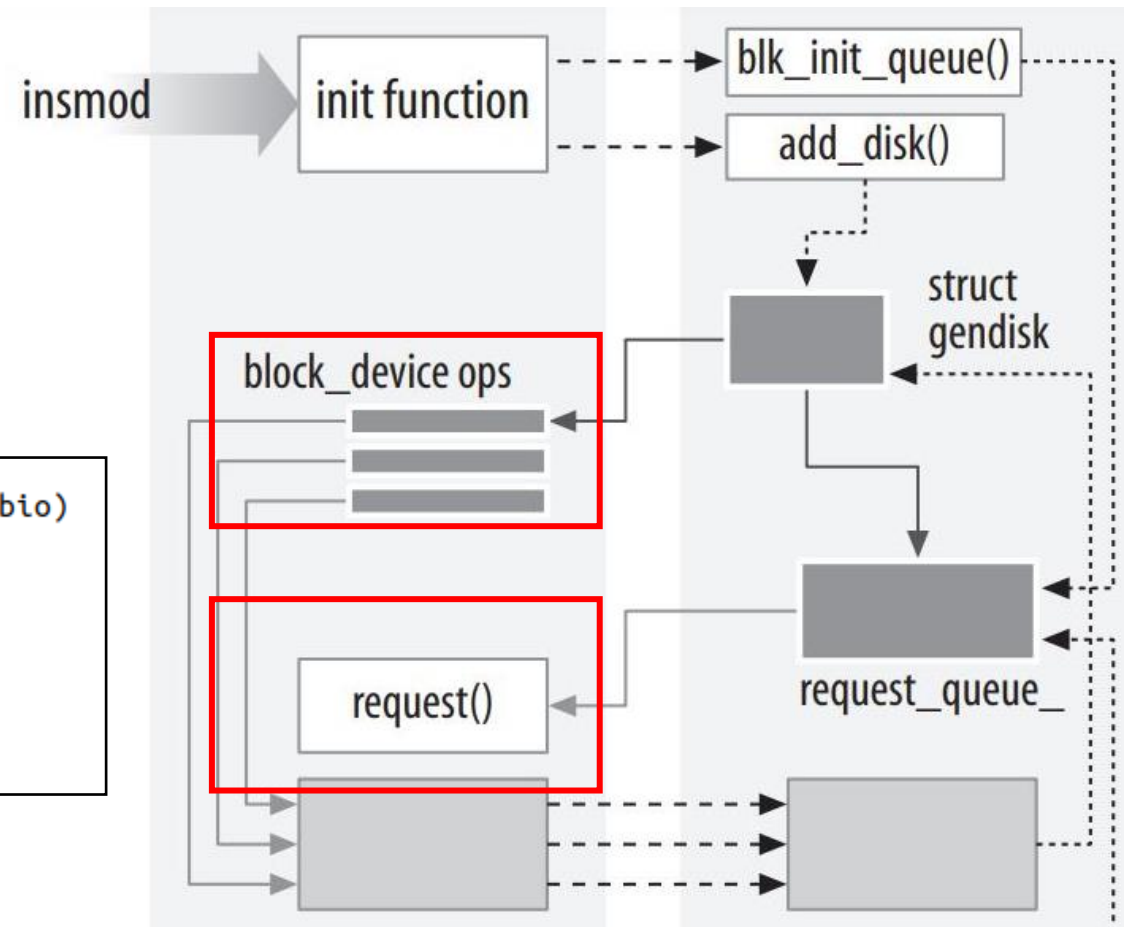 insmod
init function
blk_init_queue()
add_disk()
struct
gendisk
block_device ops
bio)
request()
request_queue_